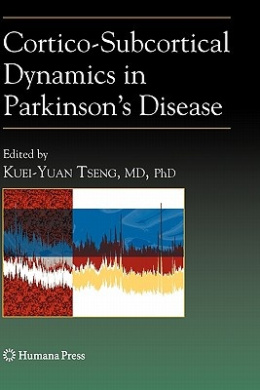 Cortico-Subcortical
Dynamics in
Parkinson's Disease
Edited by
Kuei-Yuan Tseng, MD, PhD
Humana Press